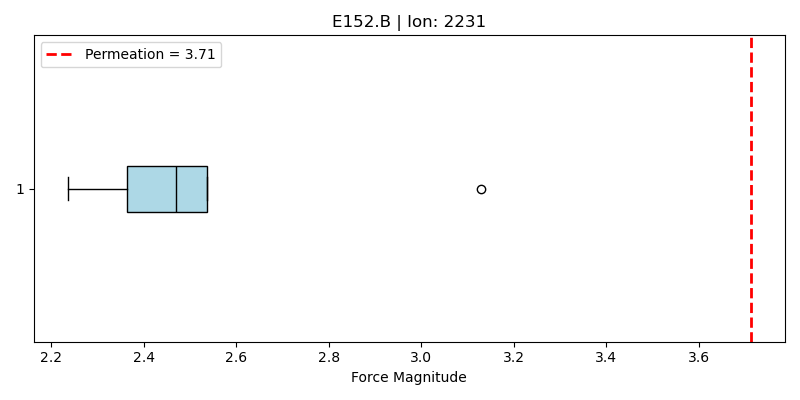 E152.B | Ion: 2231
Permeation = 3.71
1
2.2 2.4 2.6 2.8 3.0 3.2 3.4 3.6
Force Magnitude